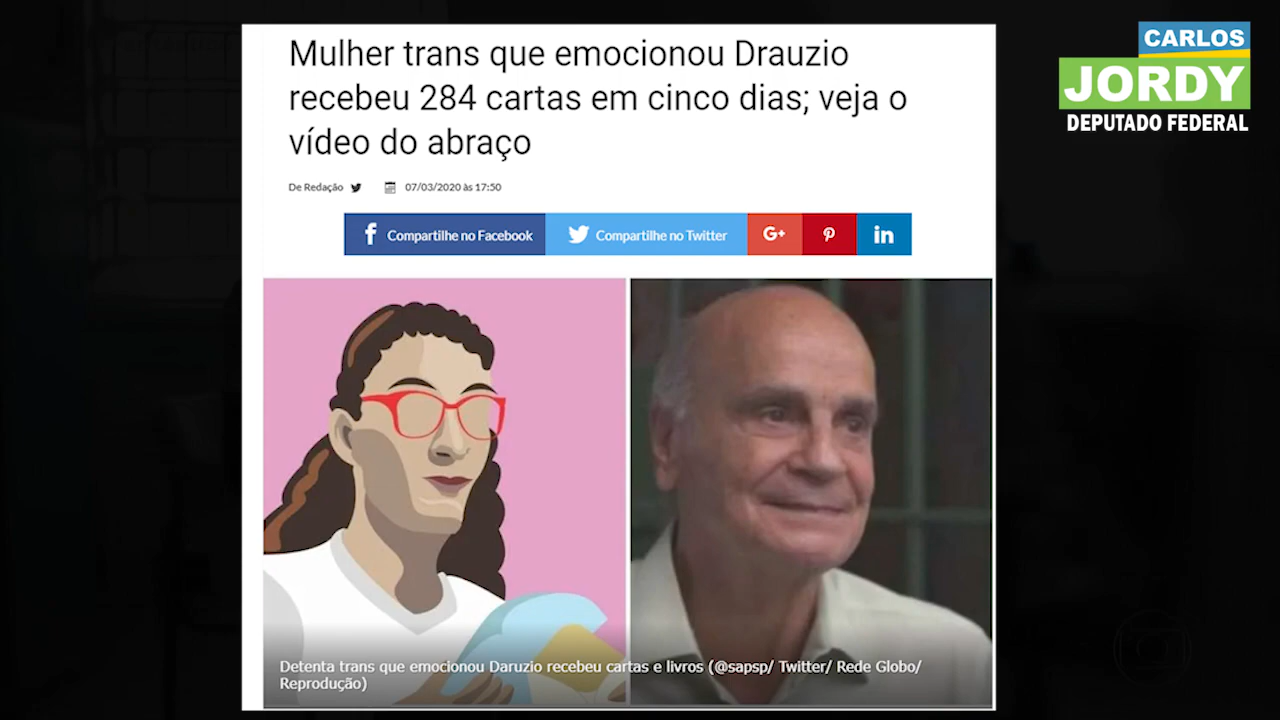 Mulher trans que emocionou Drauzio
recebeu 284 cartas em cinco dias; veja o
vídeo do abraço
De Redação
07/03/2020 às 17:50
Compartilhe no Facebook
Compartilhe no Twitter
G+
in
Detenta trans que emocionou Daruzio recebeu cartas e livros (@sapsp/ Twitter/ Rede Globo/
Reprodução)
CARLOS
JORDY
DEPUTADO FEDERAL